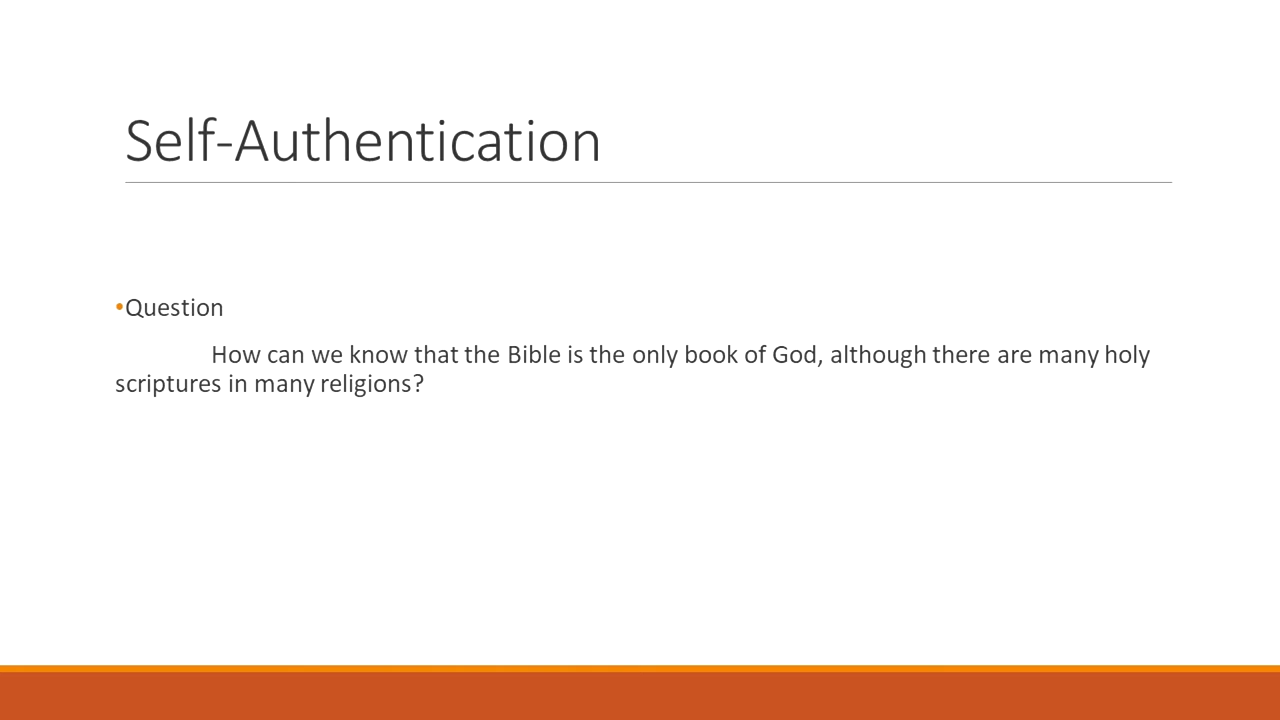 Self-Authentication
•Question
How can we know that the Bible is the only book of God, although there are many holy
scriptures in many religions?